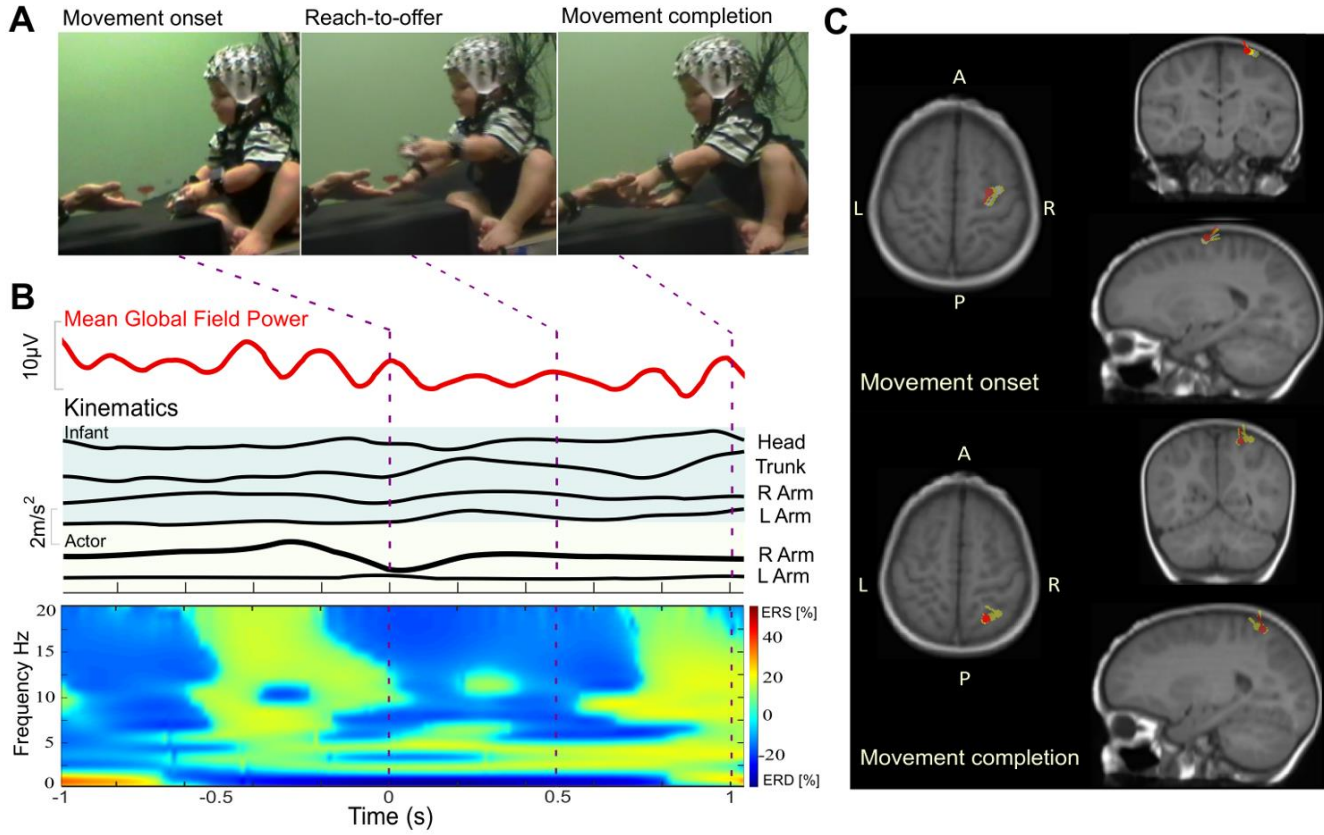 A
Movement onset
Reach-to-offer
Movement completion
B
Mean Global Field Power
10μV
Kinematics
Infant
Head
Trunk
R Arm
L Arm
2m/s²
Actor
R Arm
L Arm
Frequency Hz
20
15
10
5
0
ERS [%]
40
20
0
-20
ERD [%]
-1
-0.5
0
0.5
1
Time (s)
C
A
L
R
P
Movement onset
A
L
R
P
Movement completion